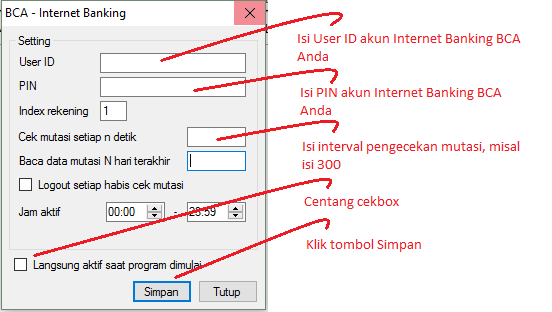 BCA - Internet Banking
Setting
User ID
PIN
Index rekening 1
Cek mutasi setiap n detik
Baca data mutasi N hari terakhir
Logout setiap habis cek mutasi
Jam aktif 00:00 - 23:59
Langsung aktif saat program dimulai
Simpan Tutup
Isi User ID akun Internet Banking BCA
Anda
Isi PIN akun Internet Banking BCA
Anda
Isi interval pengecekan mutasi, misal
isi 300
Centang cekbox
Klik tombol Simpan